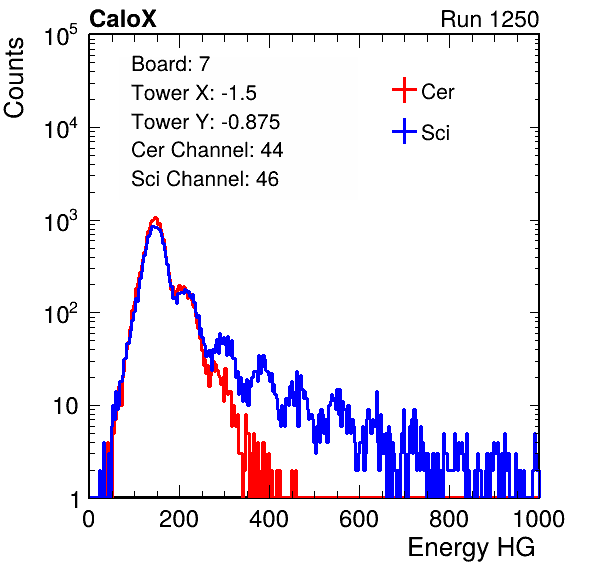 CaloX Run 1250
Counts
Board: 7
Tower X: -1.5
Tower Y: -0.875
Cer Channel: 44
Sci Channel: 46
Cer
Sci
10^5
10^4
10^3
10^2
10
1
0 200 400 600 800 1000
Energy HG